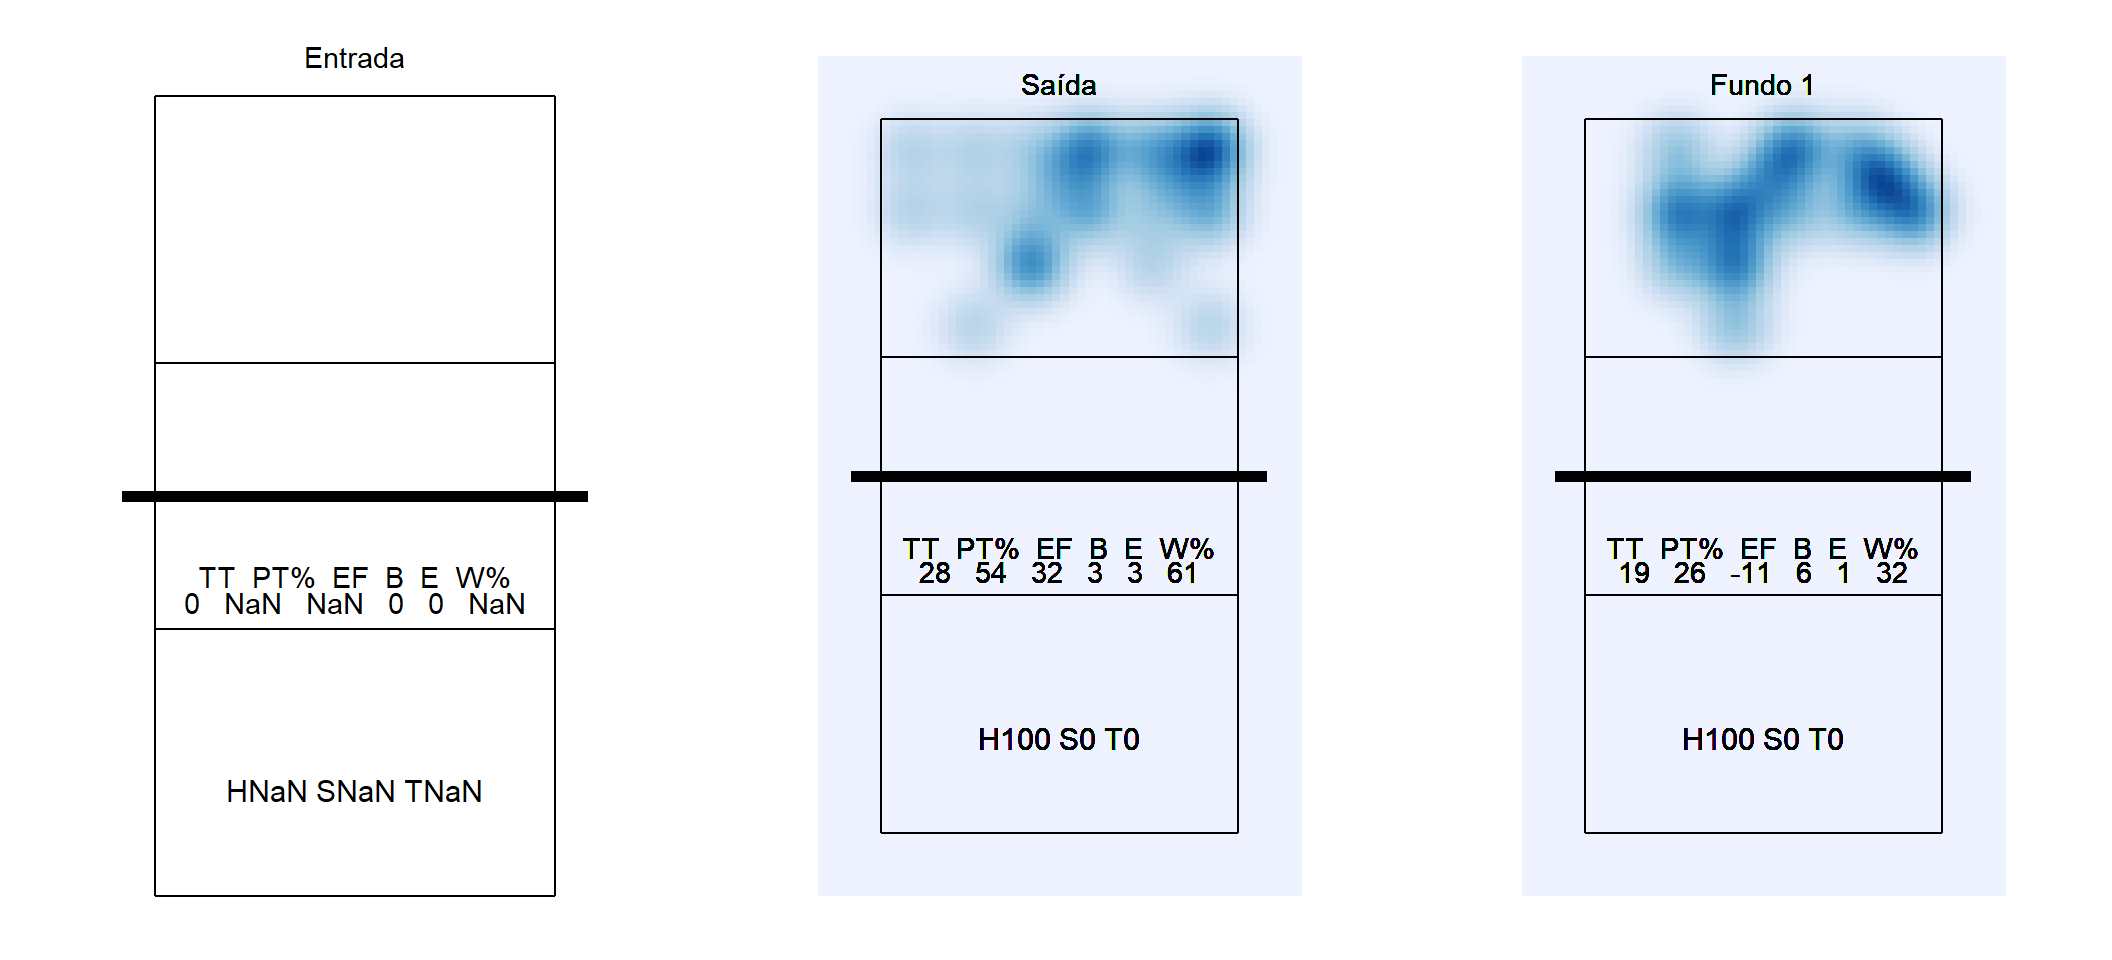 Entrada
TT PT% EF B E W%
0 NaN NaN 0 0 NaN
HNaN SNaN TNaN
Saída
TT PT% EF B E W%
28 54 32 3 3 61
H100 S0 T0
Fundo 1
TT PT% EF B E W%
19 26 -11 6 1 32
H100 S0 T0